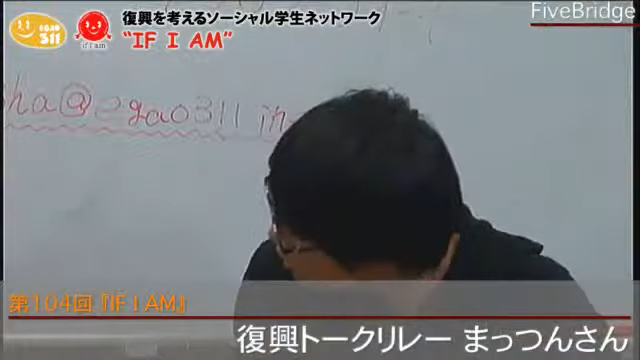 復興を考えるソーシャル学生ネットワーク
"IF I AM"
FiveBridge
EGAO
311
if I am
ha@egao311.in
第104回 『IF I AM』
復興トークリレー まっつんさん